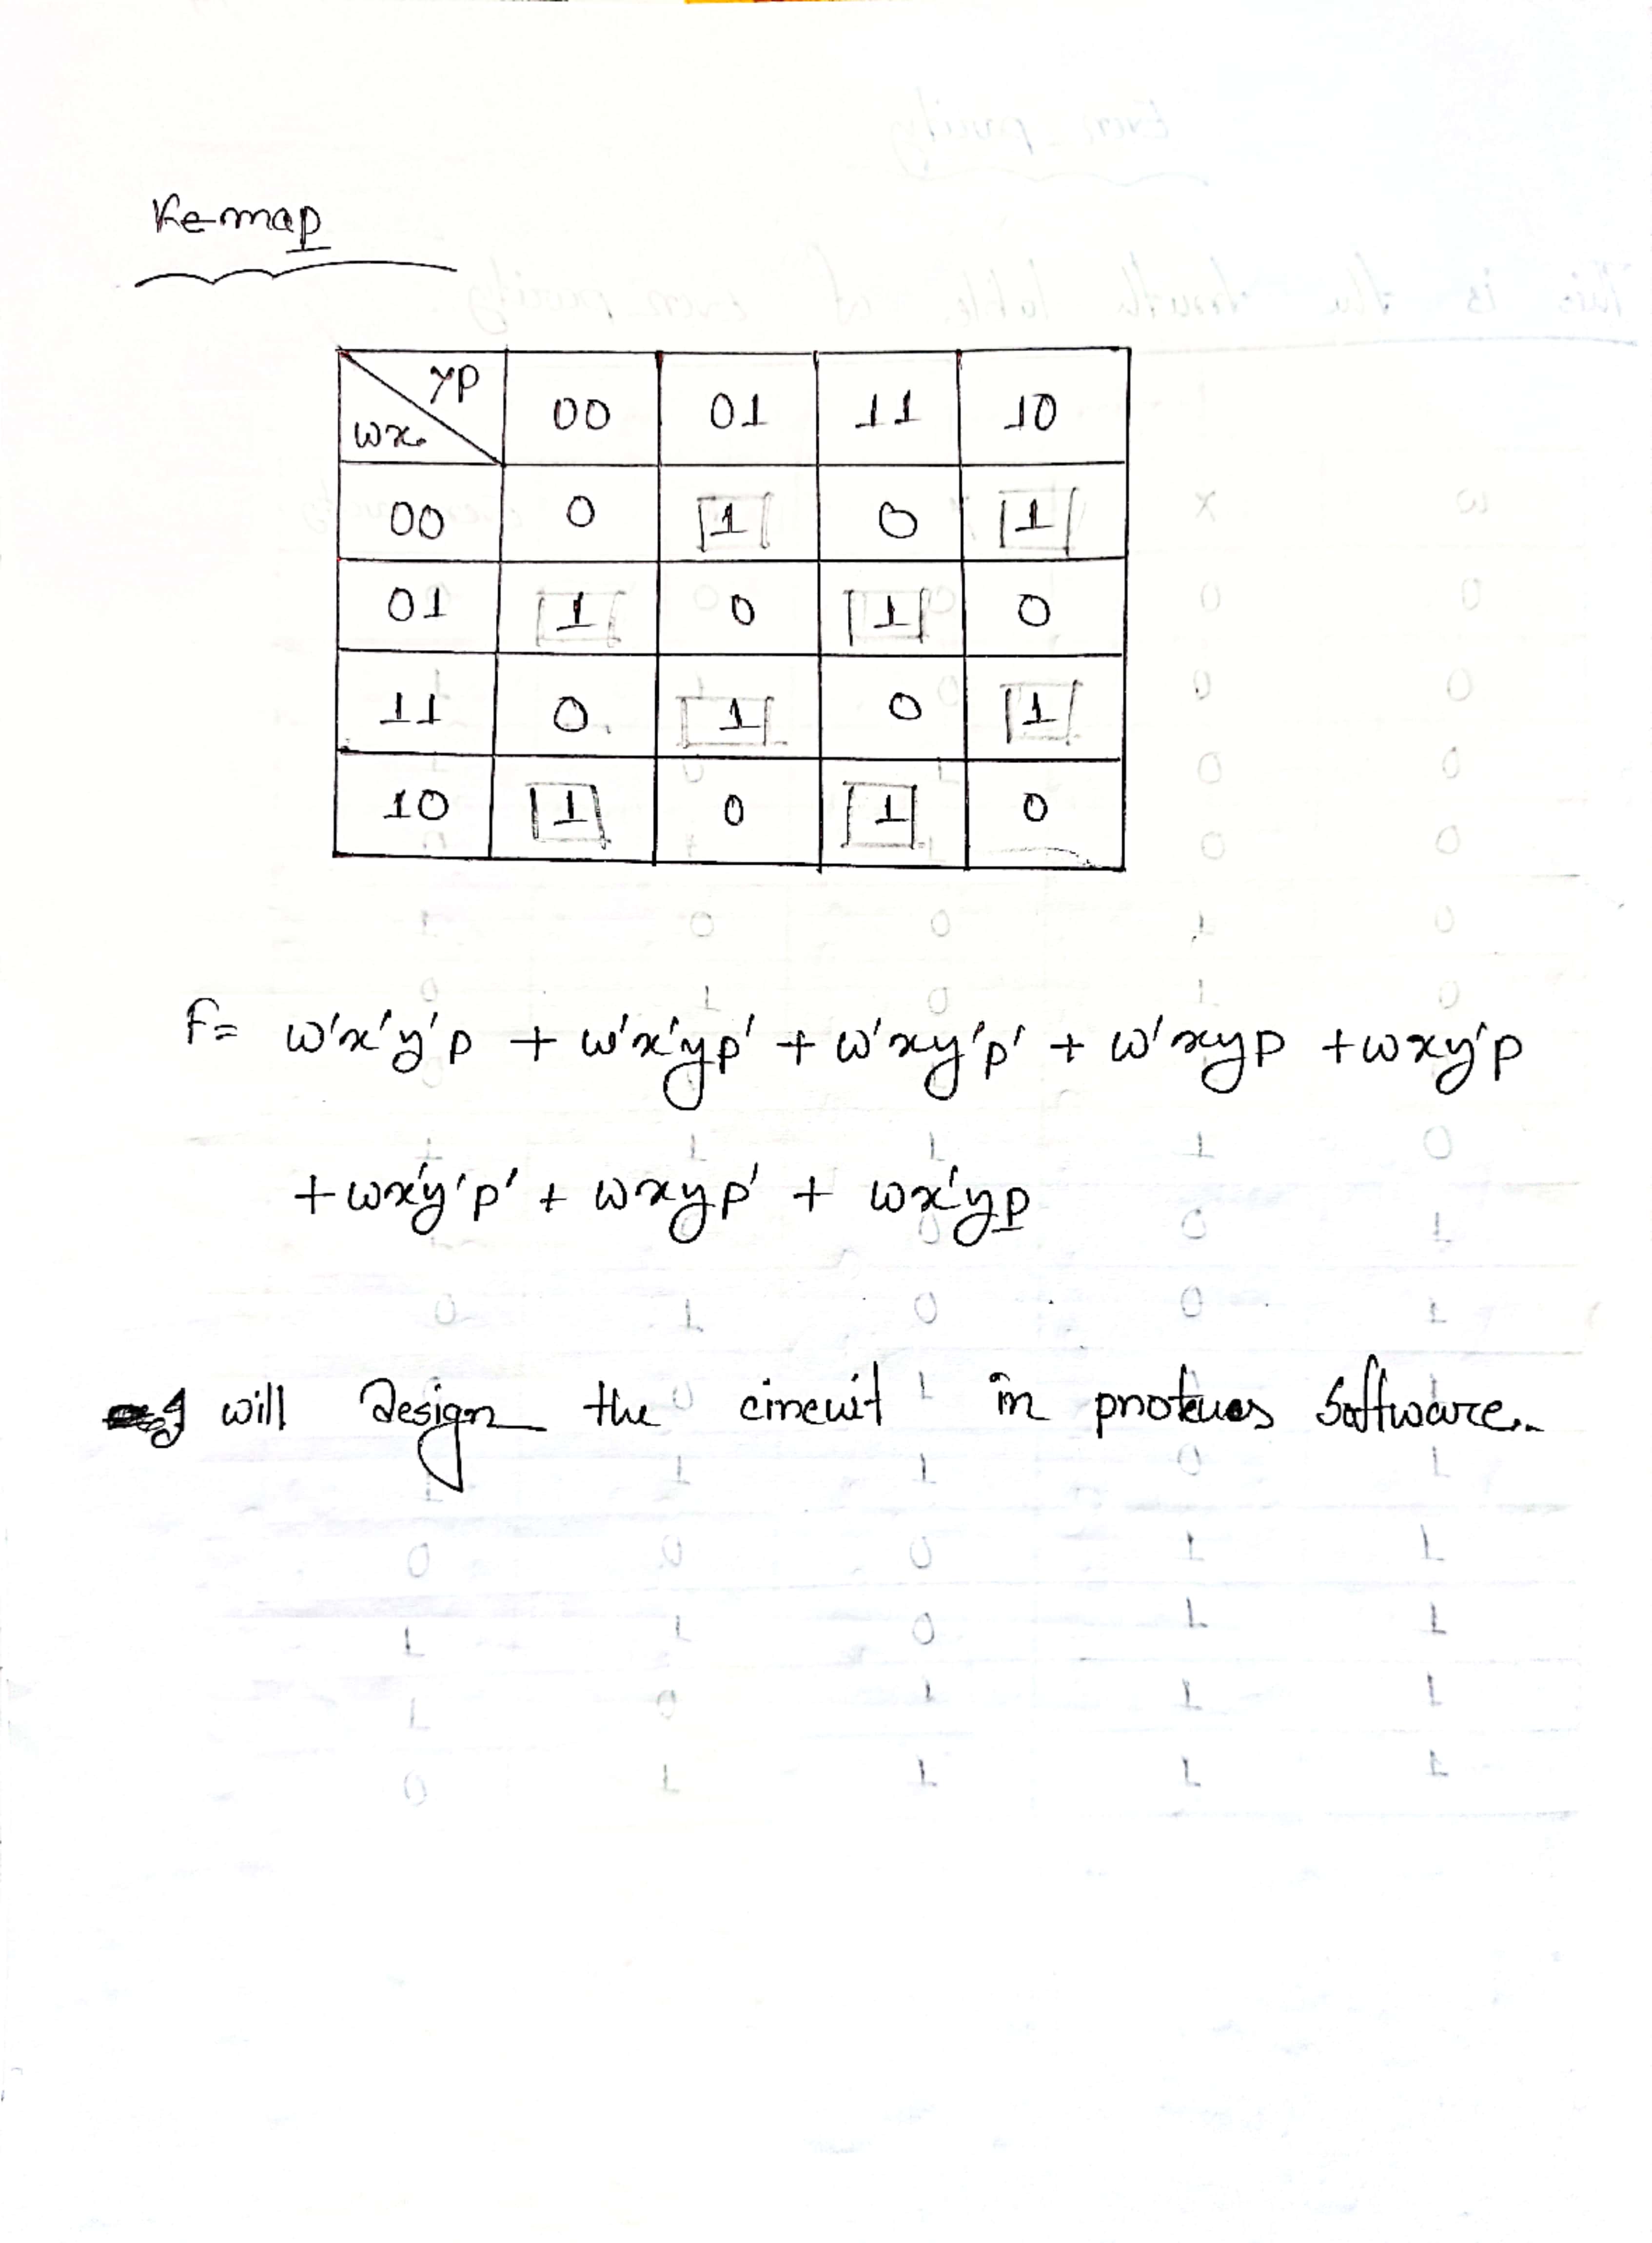 K-map
yp
wx 00 01 11 10
00 0 1 0 1
01 1 0 1 0
11 0 1 0 1
10 1 0 1 0
F= w'x'y'p + w'x'yp' + w'xy'p' + w'xyp + wxy'p
+ wx'y'p' + wxyp' + wx'yp
I will design the circuit in proteus software.